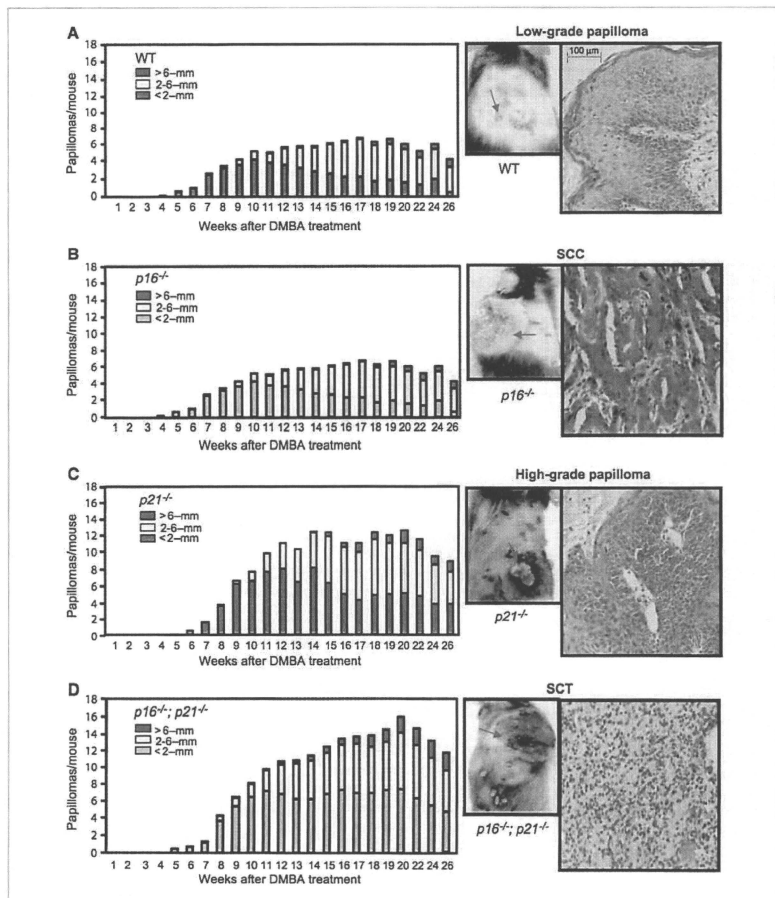 A
Low-grade papilloma
Papillomas/mouse
18
16
14
12
10
8
6
4
2
0
WT
>6–mm
2-6–mm
<2–mm
1 2 3 4 5 6 7 8 9 10 11 12 13 14 15 16 17 18 19 20 22 24 26
Weeks after DMBA treatment
WT
100 µm
B
SCC
Papillomas/mouse
18
16
14
12
10
8
6
4
2
0
p16-/-
>6–mm
2-6–mm
<2–mm
1 2 3 4 5 6 7 8 9 10 11 12 13 14 15 16 17 18 19 20 22 24 26
Weeks after DMBA treatment
p16-/-
C
High-grade papilloma
Papillomas/mouse
18
16
14
12
10
8
6
4
2
0
p21-/-
>6–mm
2-6–mm
<2–mm
1 2 3 4 5 6 7 8 9 10 11 12 13 14 15 16 17 18 19 20 22 24 26
Weeks after DMBA treatment
p21-/-
D
SCT
Papillomas/mouse
18
16
14
12
10
8
6
4
2
0
p16-/-; p21-/-
>6–mm
2-6–mm
<2–mm
1 2 3 4 5 6 7 8 9 10 11 12 13 14 15 16 17 18 19 20 22 24 26
Weeks after DMBA treatment
p16-/-; p21-/-